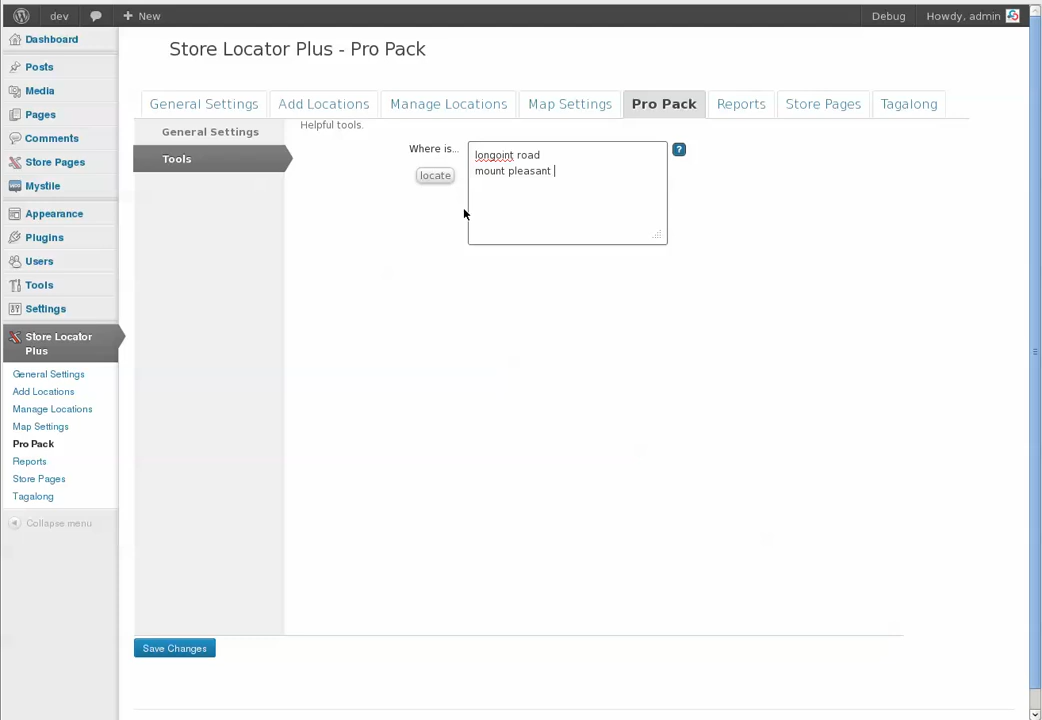 dev
New
Debug
Howdy, admin
Dashboard
Posts
Media
Pages
Comments
Store Pages
Mystile
Appearance
Plugins
Users
Tools
Settings
Store Locator
Plus
General Settings
Add Locations
Manage Locations
Map Settings
Pro Pack
Reports
Store Pages
Tagalong
Collapse menu
Store Locator Plus - Pro Pack
General Settings
Add Locations
Manage Locations
Map Settings
Pro Pack
Reports
Store Pages
Tagalong
General Settings
Tools
Helpful tools.
Where is...
locate
longoint road
mount pleasant
?
Save Changes